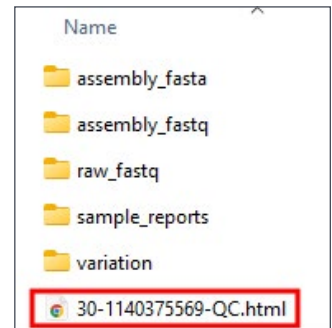 Name
assembly_fasta
assembly_fastq
raw_fastq
sample_reports
variation
30-1140375569-QC.html